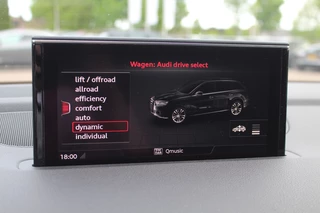 Wagen: Audi drive select
lift / offroad
allroad
efficiency
comfort
auto
dynamic
individual
18:00
Qmusic